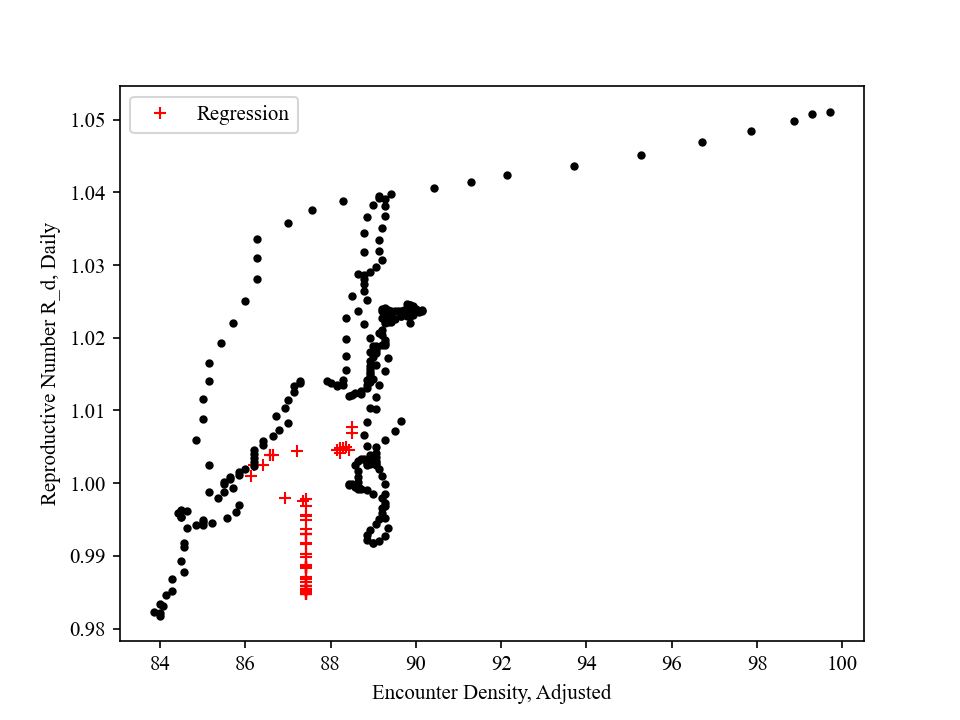 Regression
1.05
1.04
1.03
1.02
1.01
1.00
0.99
0.98
Reproductive Number R_d, Daily
84 86 88 90 92 94 96 98 100
Encounter Density, Adjusted